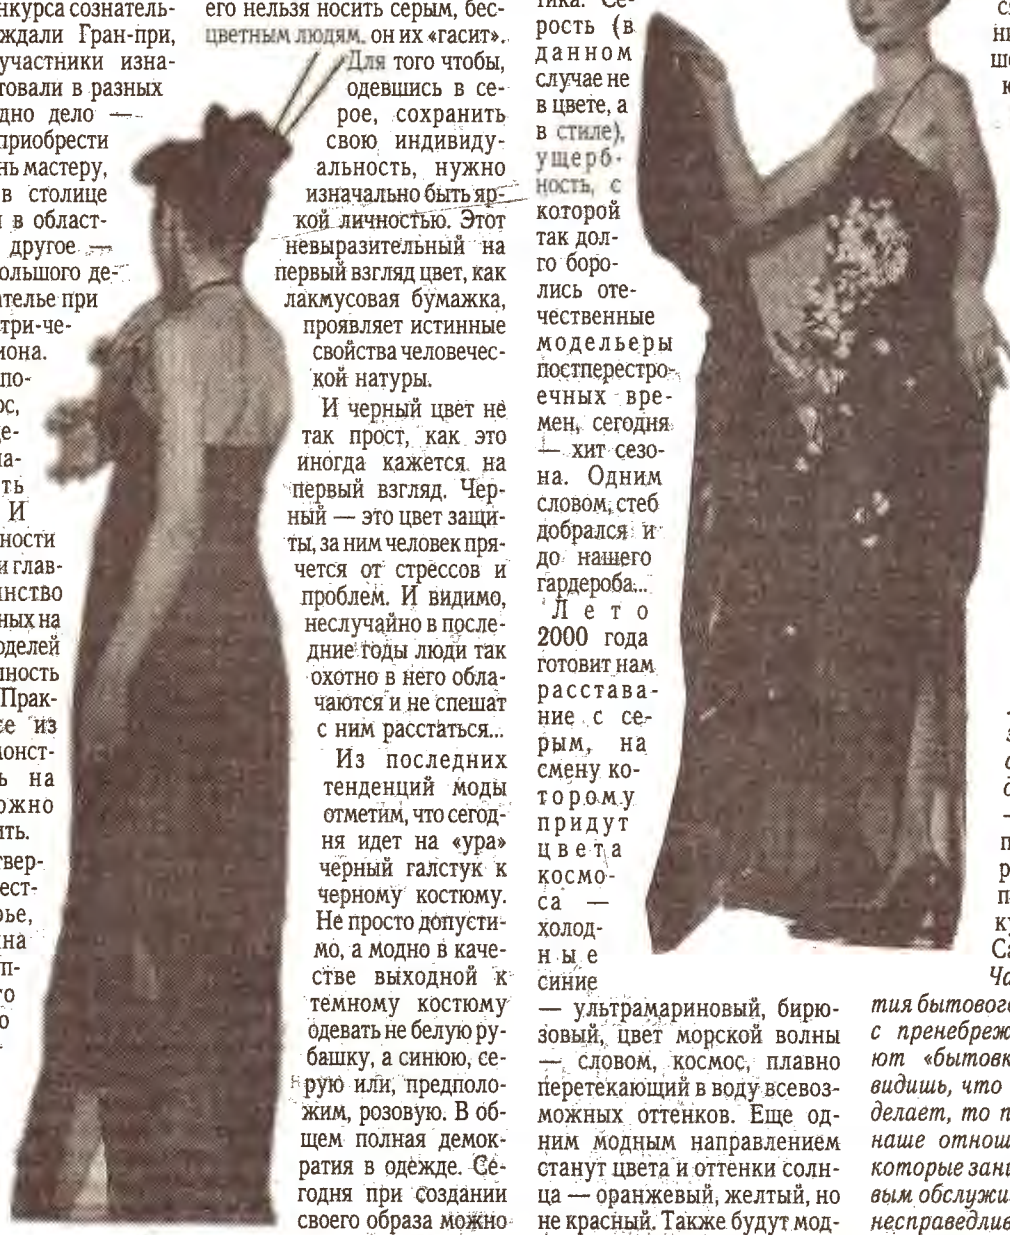 нкурса сознатель-
ждали Гран-при,
участники изна-
товали в разных
дно дело —
приобрести
нь мастеру,
в столице
и в област-
другое —
ольшого де-
ателье при
три-че-
иона.
по-
ос,
де-
ла-
ть
И
ности
и глав-
инство
ных на
оделей
ность
Прак-
се из
монст-
ь на
ожно
ить.
твер-
ест-
рье,
на
п-
го
о
его нельзя носить серым, бес-
цветным людям, он их «гасит».
Для того чтобы,
одевшись в се-
рое, сохранить
свою индивиду-
альность, нужно
изначально быть яр-
кой личностью. Этот
невыразительный на
первый взгляд цвет, как
лакмусовая бумажка,
проявляет истинные
свойства человечес-
кой натуры.
И черный цвет не
так прост, как это
иногда кажется на
первый взгляд. Чер-
ный — это цвет защи-
ты, за ним человек пря-
чется от стрессов и
проблем. И видимо,
неслучайно в после-
дние годы люди так
охотно в него обла-
чаются и не спешат
с ним расстаться...
Из последних
тенденций моды
отметим, что сегод-
ня идет на «ура»
черный галстук к
черному костюму.
Не просто допусти-
мо, а модно в каче-
стве выходной к
темному костюму
одевать не белую ру-
башку, а синюю, се-
рую или, предполо-
жим, розовую. В об-
щем полная демок-
ратия в одежде. Се-
годня при создании
своего образа можно
тика. Се-
рость (в
данном
случае не
в цвете, а
в стиле),
ущерб-
ность, с
которой
так дол-
го боро-
лись оте-
чественные
модельеры
постперестро-
ечных вре-
мен, сегодня
— хит сезо-
на. Одним
словом, стеб
добрался и
до нашего
гардероба...
Лето
2000 года
готовит нам
расстава-
ние с се-
рым, на
смену ко-
торому
придут
цвета
космо-
са —
холод-
ные
синие
— ультрамариновый, бирю-
зовый, цвет морской волны
— словом, космос, плавно
перетекающий в воду всевоз-
можных оттенков. Еще од-
ним модным направлением
станут цвета и оттенки солн-
ца — оранжевый, желтый, но
не красный. Также будут мод-
ни
ш
ю
з
с
д
—
п
р
п
ку
Са
Ча
тия бытового
с пренебреж
ют «бытовк
видишь, что
делает, то п
наше отнош
которые зани
вым обслужи
несправедлив